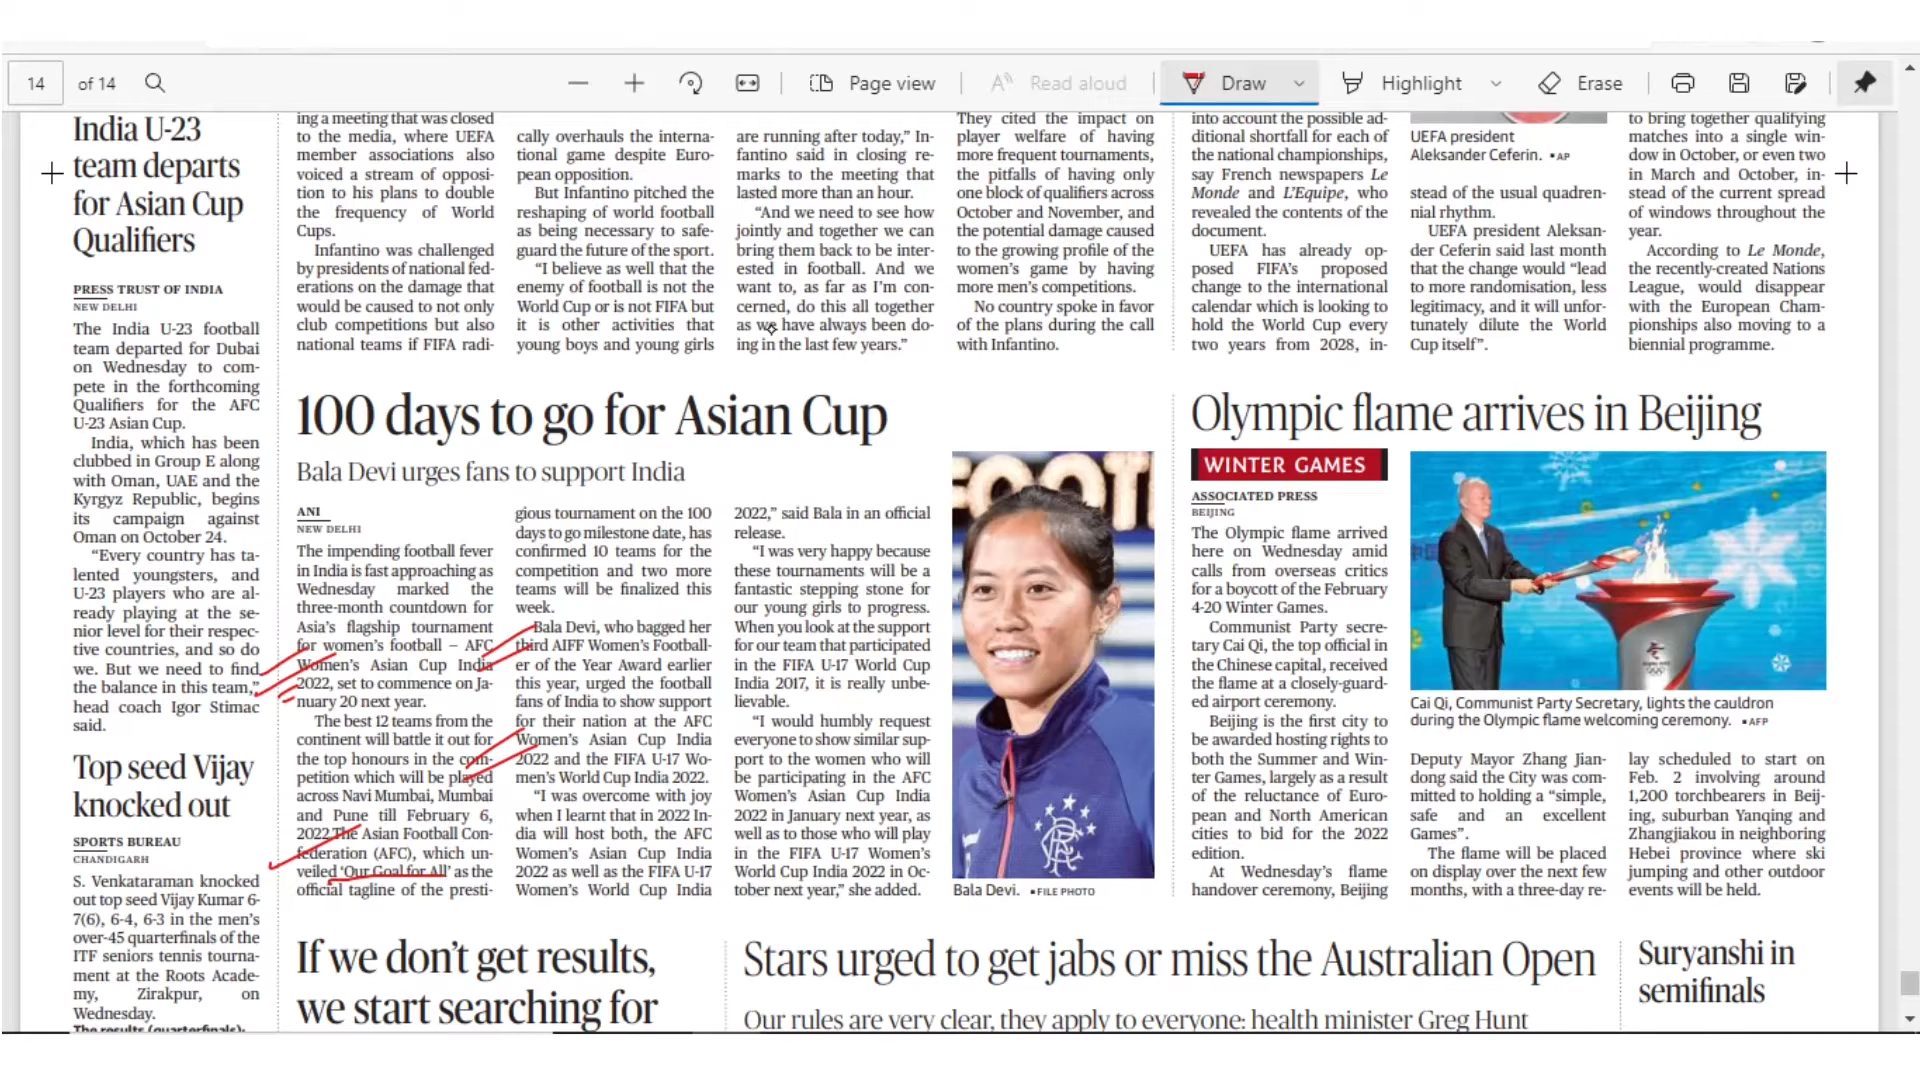 14 of 14 Page view Read aloud Draw Highlight Erase
India U-23
team departs
for Asian Cup
Qualifiers
PRESS TRUST OF INDIA
NEW DELHI
The India U-23 football
team departed for Dubai
on Wednesday to com-
pete in the forthcoming
Qualifiers for the AFC
U-23 Asian Cup.
India, which has been
clubbed in Group E along
with Oman, UAE and the
Kyrgyz Republic, begins
its campaign against
Oman on October 24.
“Every country has ta-
lented youngsters, and
U-23 players who are al-
ready playing at the se-
nior level for their respec-
tive countries, and so do
we. But we need to find
the balance in this team,”
head coach Igor Stimac
said.
Top seed Vijay
knocked out
SPORTS BUREAU
CHANDIGARH
S. Venkataraman knocked
out top seed Vijay Kumar 6-
7(6), 6-4, 6-3 in the men’s
over-45 quarterfinals of the
ITF seniors tennis tourna-
ment at the Roots Acade-
my, Zirakpur, on
Wednesday.
The results (quarterfinals):
ing a meeting that was closed
to the media, where UEFA
member associations also
voiced a stream of opposi-
tion to his plans to double
the frequency of World
Cups.
Infantino was challenged
by presidents of national fed-
erations on the damage that
would be caused to not only
club competitions but also
national teams if FIFA radi-
cally overhauls the interna-
tional game despite Euro-
pean opposition.
But Infantino pitched the
reshaping of world football
as being necessary to safe-
guard the future of the sport.
“I believe as well that the
enemy of football is not the
World Cup or is not FIFA but
it is other activities that
young boys and young girls
are running after today,” In-
fantino said in closing re-
marks to the meeting that
lasted more than an hour.
“And we need to see how
jointly and together we can
bring them back to be inter-
ested in football. And we
want to, as far as I’m con-
cerned, do this all together
as we have always been do-
ing in the last few years.”
They cited the impact on
player welfare of having
more frequent tournaments,
the pitfalls of having only
one block of qualifiers across
October and November, and
the potential damage caused
to the growing profile of the
women’s game by having
more men’s competitions.
No country spoke in favor
of the plans during the call
with Infantino.
into account the possible ad-
ditional shortfall for each of
the national championships,
say French newspapers Le
Monde and L’Equipe, who
revealed the contents of the
document.
UEFA has already op-
posed FIFA’s proposed
change to the international
calendar which is looking to
hold the World Cup every
two years from 2028, in-
UEFA president
Aleksander Ceferin. ▪AP
stead of the usual quadren-
nial rhythm.
UEFA president Aleksan-
der Ceferin said last month
that the change would “lead
to more randomisation, less
legitimacy, and it will unfor-
tunately dilute the World
Cup itself”.
to bring together qualifying
matches into a single win-
dow in October, or even two
in March and October, in-
stead of the current spread
of windows throughout the
year.
According to Le Monde,
the recently-created Nations
League, would disappear
with the European Cham-
pionships also moving to a
biennial programme.
100 days to go for Asian Cup
Bala Devi urges fans to support India
ANI
NEW DELHI
The impending football fever
in India is fast approaching as
Wednesday marked the
three-month countdown for
Asia’s flagship tournament
for women’s football – AFC
Women’s Asian Cup India
2022, set to commence on Ja-
nuary 20 next year.
The best 12 teams from the
continent will battle it out for
the top honours in the com-
petition which will be played
across Navi Mumbai, Mumbai
and Pune till February 6,
2022.The Asian Football Con-
federation (AFC), which un-
veiled ‘Our Goal for All’ as the
official tagline of the presti-
gious tournament on the 100
days to go milestone date, has
confirmed 10 teams for the
competition and two more
teams will be finalized this
week.
Bala Devi, who bagged her
third AIFF Women’s Football-
er of the Year Award earlier
this year, urged the football
fans of India to show support
for their nation at the AFC
Women’s Asian Cup India
2022 and the FIFA U-17 Wo-
men’s World Cup India 2022.
“I was overcome with joy
when I learnt that in 2022 In-
dia will host both, the AFC
Women’s Asian Cup India
2022 as well as the FIFA U-17
Women’s World Cup India
2022,” said Bala in an official
release.
“I was very happy because
these tournaments will be a
fantastic stepping stone for
our young girls to progress.
When you look at the support
for our team that participated
in the FIFA U-17 World Cup
India 2017, it is really unbe-
lievable.
“I would humbly request
everyone to show similar sup-
port to the women who will
be participating in the AFC
Women’s Asian Cup India
2022 in January next year, as
well as to those who will play
in the FIFA U-17 Women’s
World Cup India 2022 in Oc-
tober next year,” she added.
FOOT
Bala Devi. ▪FILE PHOTO
Olympic flame arrives in Beijing
WINTER GAMES
ASSOCIATED PRESS
BEIJING
The Olympic flame arrived
here on Wednesday amid
calls from overseas critics
for a boycott of the February
4-20 Winter Games.
Communist Party secre-
tary Cai Qi, the top official in
the Chinese capital, received
the flame at a closely-guard-
ed airport ceremony.
Beijing is the first city to
be awarded hosting rights to
both the Summer and Win-
ter Games, largely as a result
of the reluctance of Euro-
pean and North American
cities to bid for the 2022
edition.
At Wednesday’s flame
handover ceremony, Beijing
Cai Qi, Communist Party Secretary, lights the cauldron
during the Olympic flame welcoming ceremony. ▪AFP
Deputy Mayor Zhang Jian-
dong said the City was com-
mitted to holding a “simple,
safe and an excellent
Games”.
The flame will be placed
on display over the next few
months, with a three-day re-
lay scheduled to start on
Feb. 2 involving around
1,200 torchbearers in Beij-
ing, suburban Yanqing and
Zhangjiakou in neighboring
Hebei province where ski
jumping and other outdoor
events will be held.
If we don’t get results,
we start searching for
Stars urged to get jabs or miss the Australian Open
Our rules are very clear, they apply to everyone: health minister Greg Hunt
Suryanshi in
semifinals